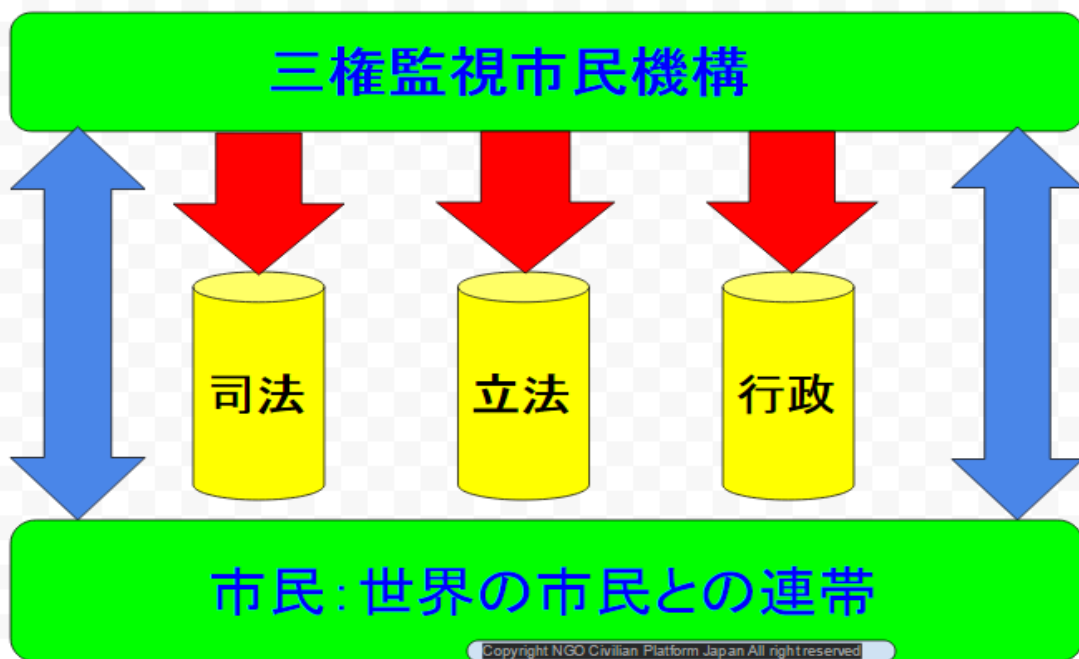 三権監視市民機構
司法
立法
行政
市民：世界の市民との連帯
Copyright NGO Civilian Platform Japan All right reserved